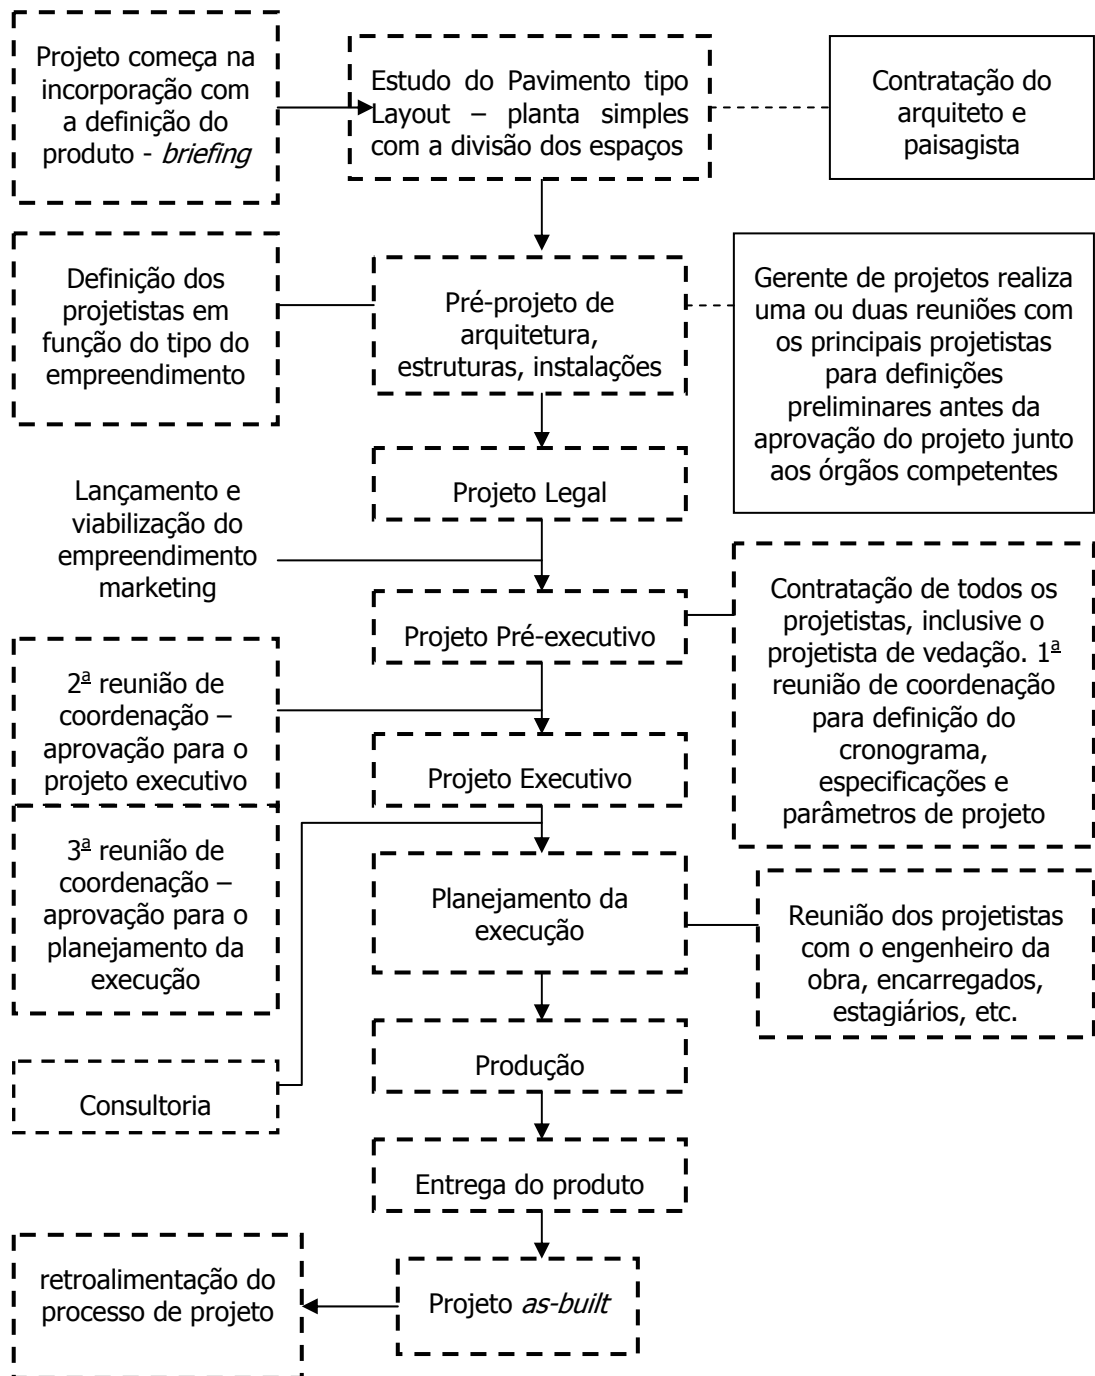 Projeto começa na
incorporação com
a definição do
produto - briefing
Estudo do Pavimento tipo
Layout – planta simples
com a divisão dos espaços
Contratação do
arquiteto e
paisagista
Definição dos
projetistas em
função do tipo do
empreendimento
Pré-projeto de
arquitetura,
estruturas, instalações
Gerente de projetos realiza
uma ou duas reuniões com
os principais projetistas
para definições
preliminares antes da
aprovação do projeto junto
aos órgãos competentes
Projeto Legal
Lançamento e
viabilização do
empreendimento
marketing
Projeto Pré-executivo
Contratação de todos os
projetistas, inclusive o
projetista de vedação. 1ª
reunião de coordenação
para definição do
cronograma,
especificações e
parâmetros de projeto
2ª reunião de
coordenação –
aprovação para o
projeto executivo
Projeto Executivo
3ª reunião de
coordenação –
aprovação para o
planejamento da
execução
Planejamento da
execução
Reunião dos projetistas
com o engenheiro da
obra, encarregados,
estagiários, etc.
Produção
Consultoria
Entrega do produto
Projeto as-built
retroalimentação do
processo de projeto